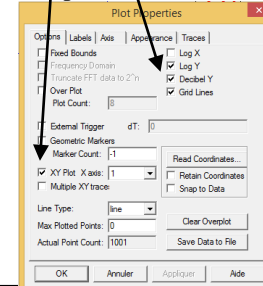 Plot Properties
Options Labels Axis Appearance Traces
Fixed Bounds
Log X
Frequency Domain
Log Y
Truncate FFT data to 2^n
Decibel Y
Over Plot
Grid Lines
Plot Count: 8
External Trigger dT: 0
Geometric Markers
Marker Count: -1
Read Coordinates...
XY Plot X axis: 1
Retain Coordinates
Multiple XY traces
Snap to Data
Line Type: line
Clear Overplot
Max Plotted Points: 0
Actual Point Count: 1001
Save Data to File
OK Annuler Appliquer Aide